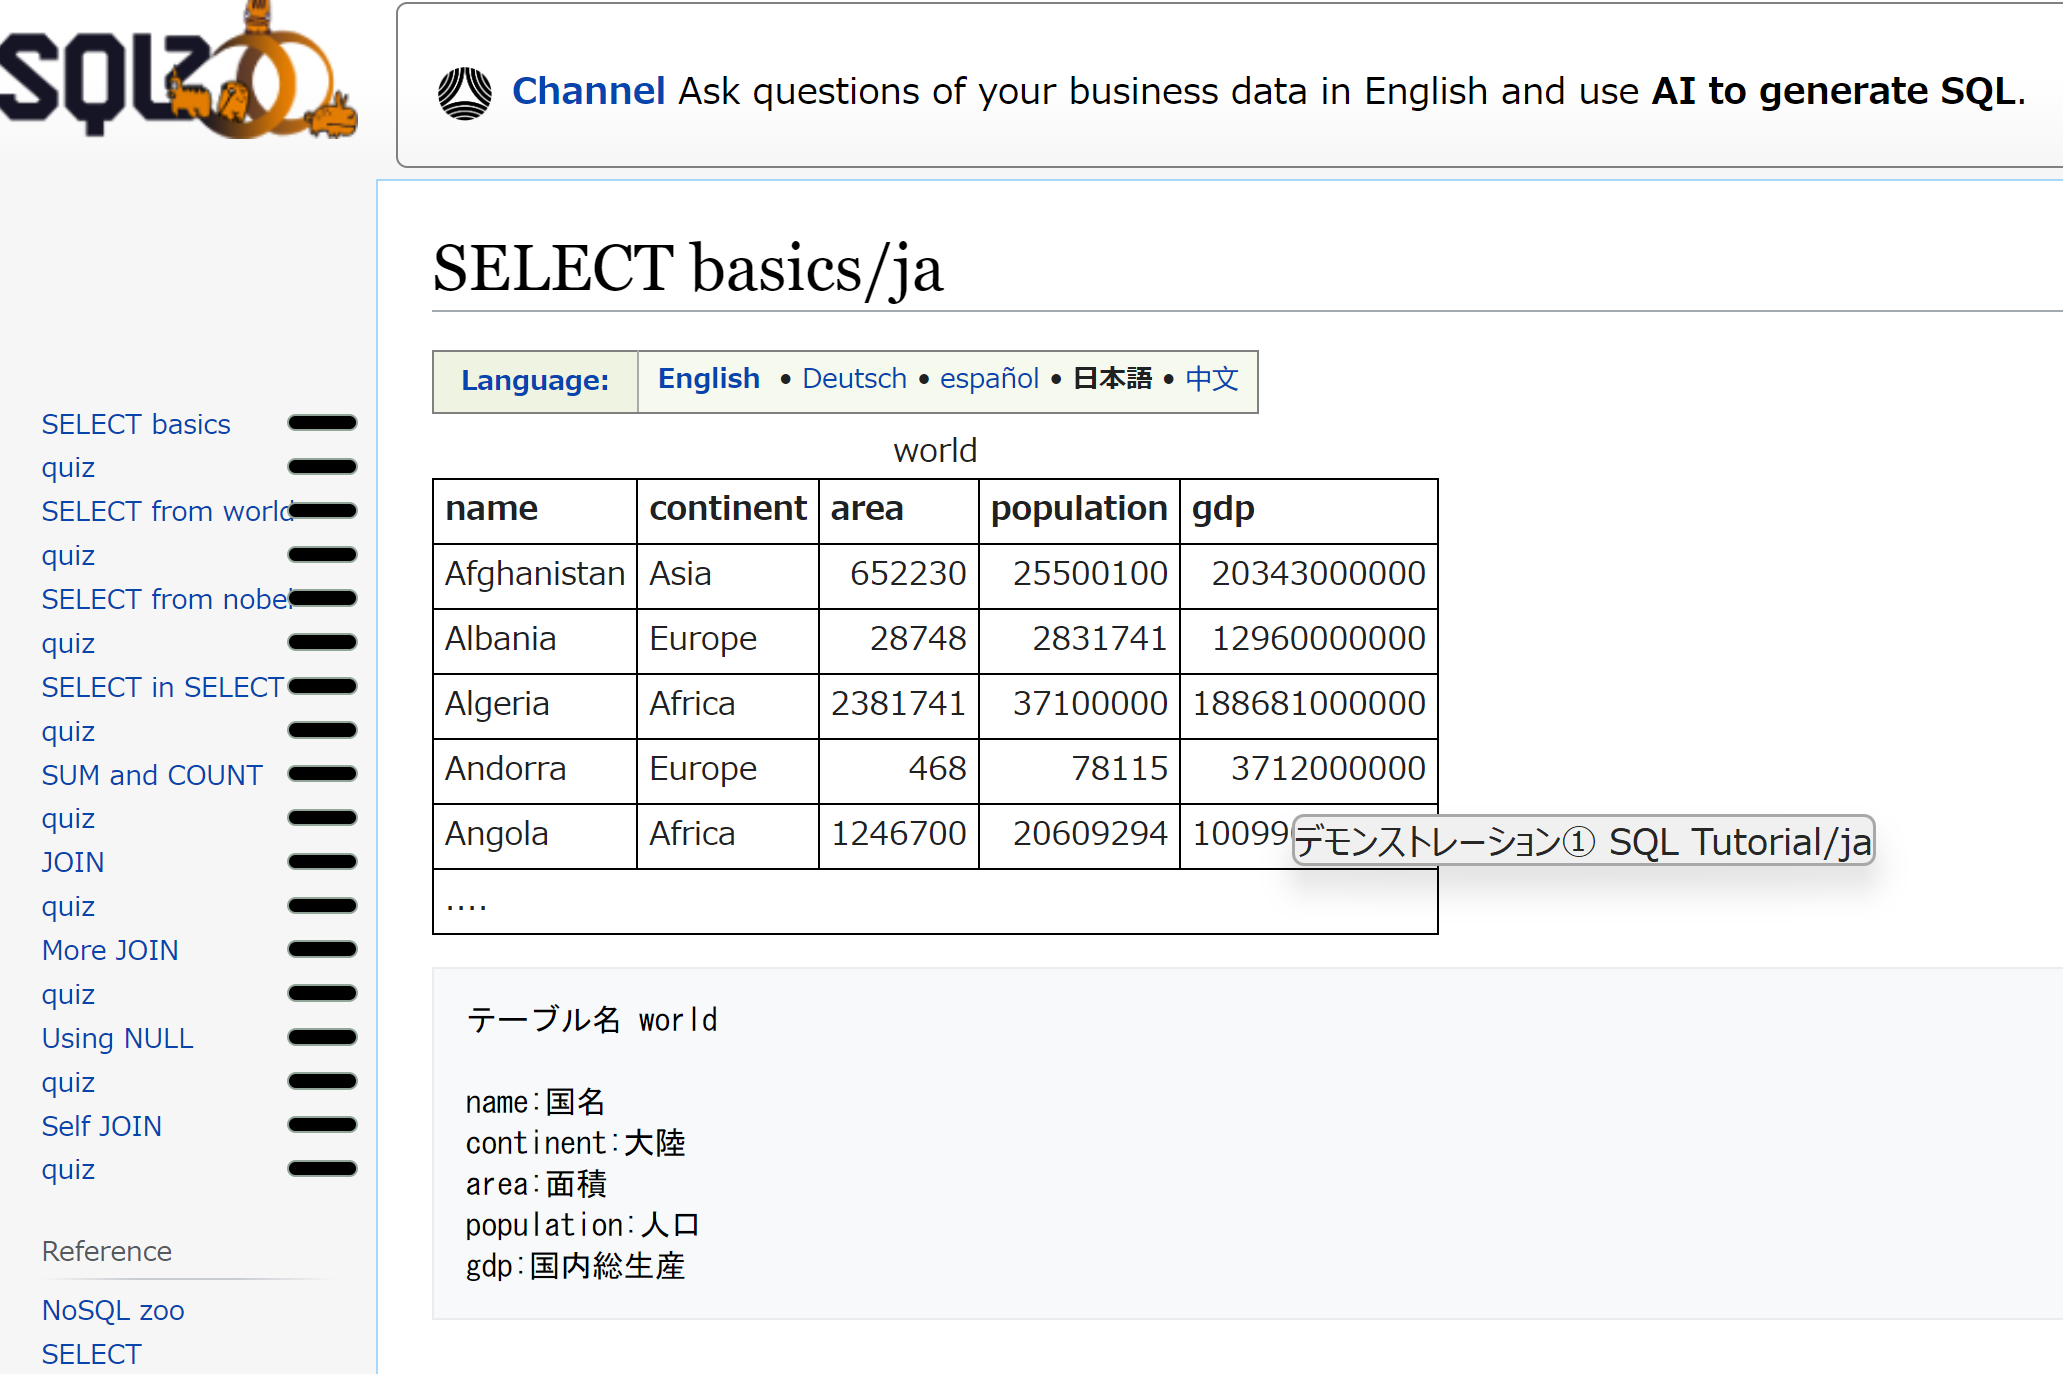 SQLZOO
Channel Ask questions of your business data in English and use AI to generate SQL.
SELECT basics/ja
Language: English • Deutsch • español • 日本語 • 中文
world
name continent area population gdp
Afghanistan Asia 652230 25500100 20343000000
Albania Europe 28748 2831741 12960000000
Algeria Africa 2381741 37100000 188681000000
Andorra Europe 468 78115 3712000000
Angola Africa 1246700 20609294 10099
デモンストレーション① SQL Tutorial/ja
....
テーブル名 world
name:国名
continent:大陸
area:面積
population:人口
gdp:国内総生産
SELECT basics
quiz
SELECT from world
quiz
SELECT from nobel
quiz
SELECT in SELECT
quiz
SUM and COUNT
quiz
JOIN
quiz
More JOIN
quiz
Using NULL
quiz
Self JOIN
quiz
Reference
NoSQL zoo
SELECT